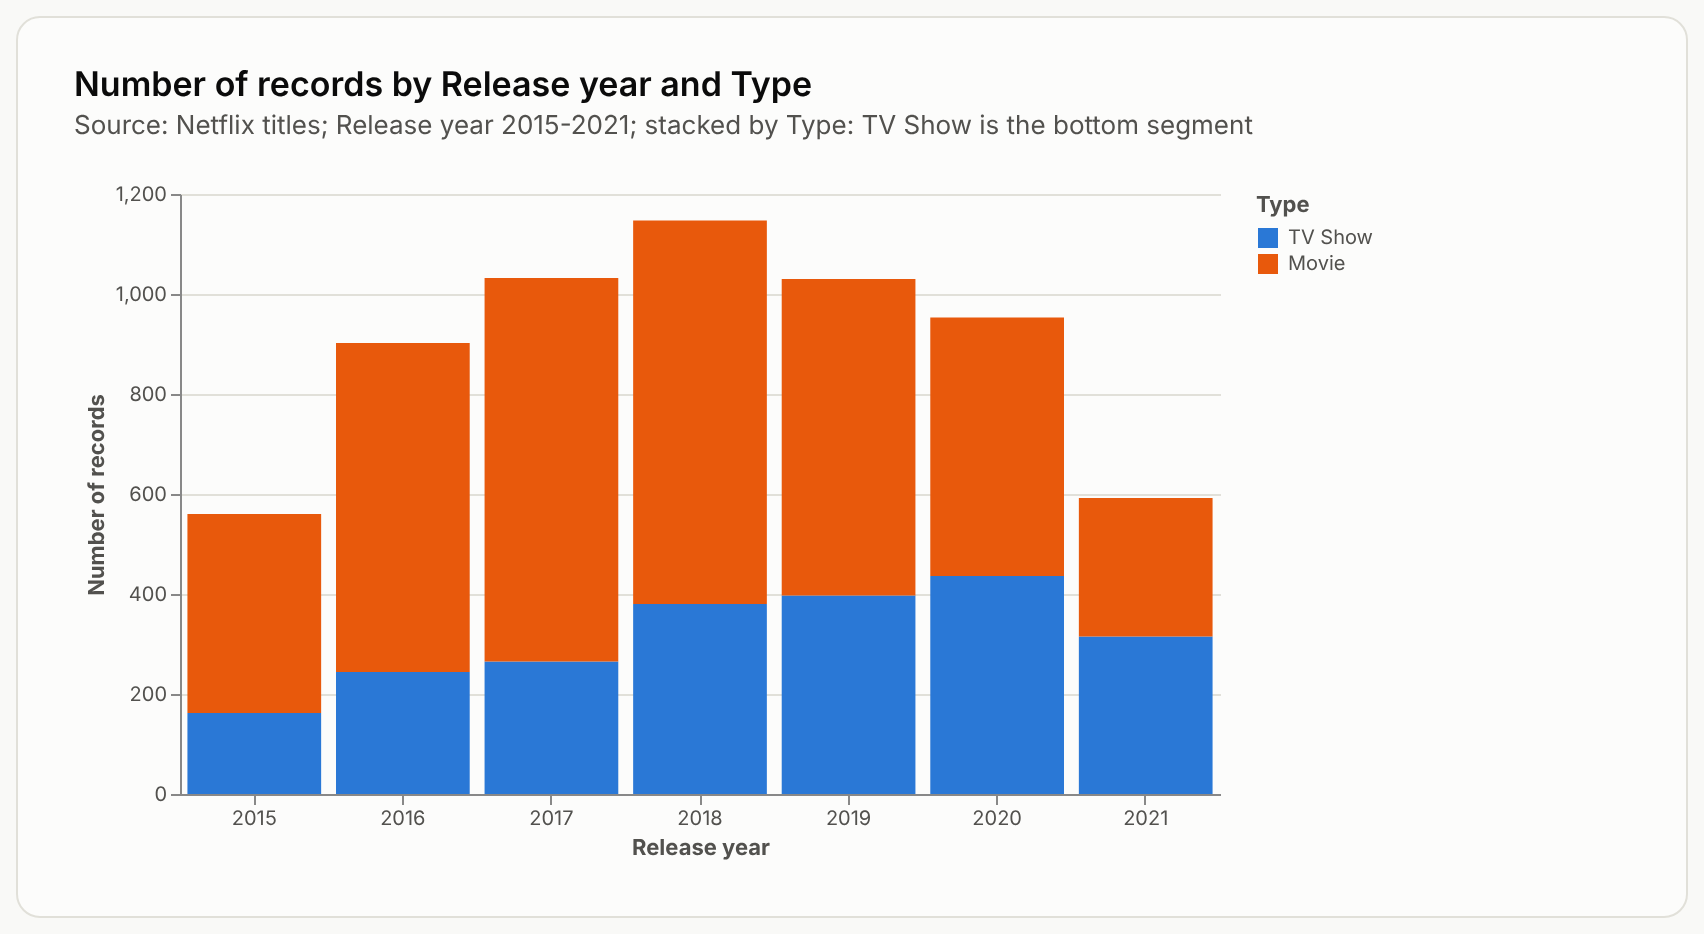 Number of records by Release year and Type
Source: Netflix titles; Release year 2015-2021; stacked by Type: TV Show is the bottom segment
Number of records
1,200
1,000
800
600
400
200
0
2015 2016 2017 2018 2019 2020 2021
Release year
Type
TV Show
Movie